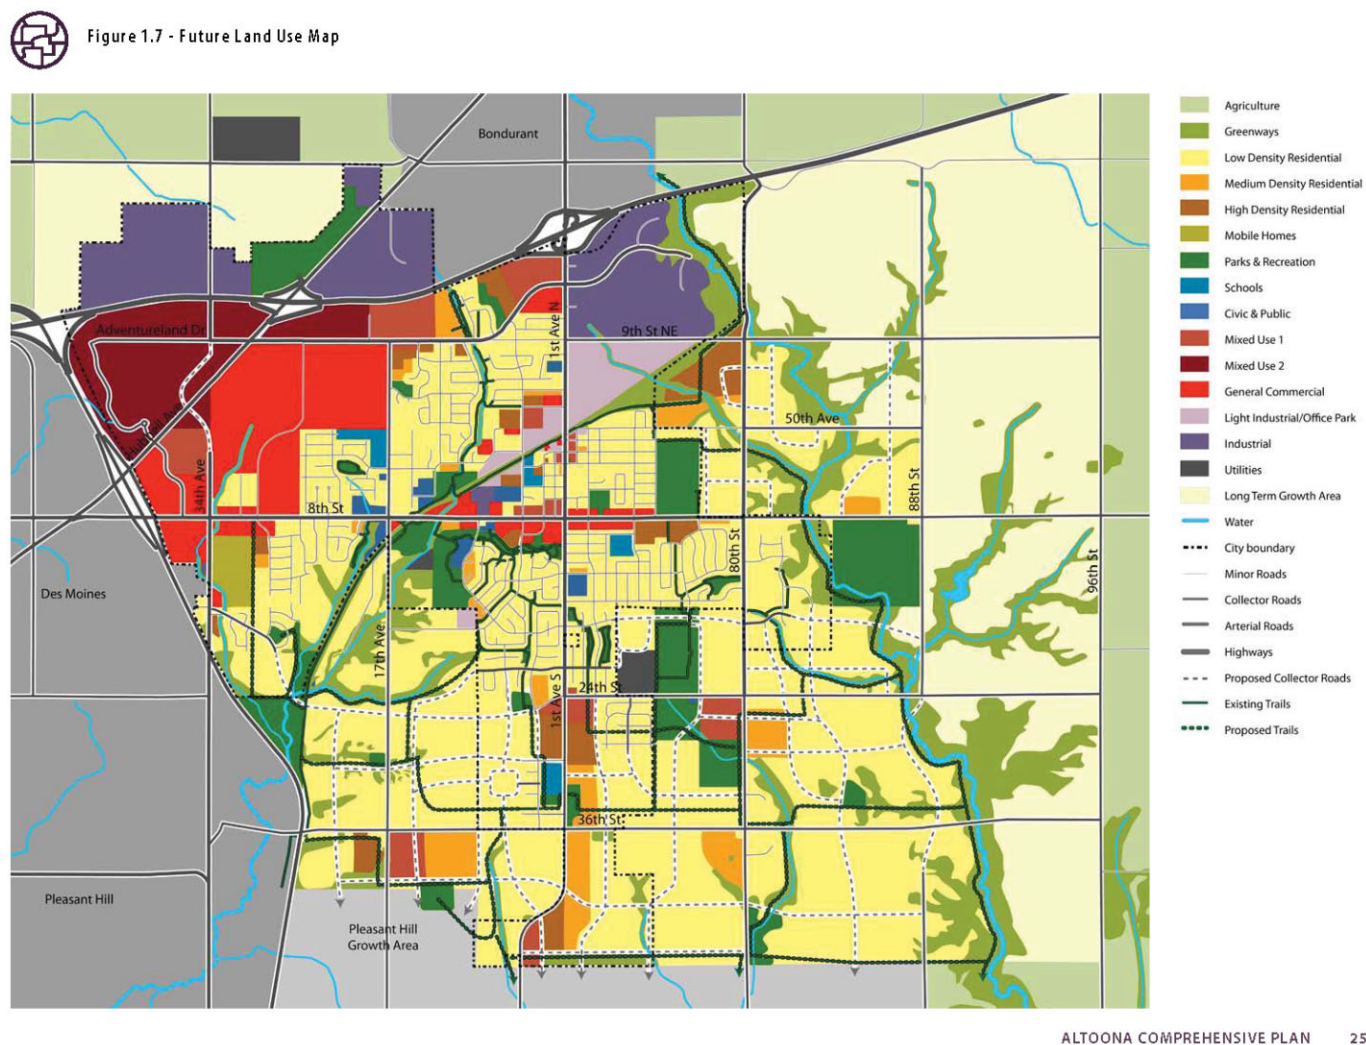 Figure 1.7 - Future Land Use Map
Bondurant
Adventureland Dr
1st Ave N
9th St NE
50th Ave
34th Ave
8th St
88th St
80th St
96th St
Des Moines
17th Ave
24th St
1st Ave S
36th St
Pleasant Hill
Pleasant Hill
Growth Area
Agriculture
Greenways
Low Density Residential
Medium Density Residential
High Density Residential
Mobile Homes
Parks & Recreation
Schools
Civic & Public
Mixed Use 1
Mixed Use 2
General Commercial
Light Industrial/Office Park
Industrial
Utilities
Long Term Growth Area
Water
City boundary
Minor Roads
Collector Roads
Arterial Roads
Highways
Proposed Collector Roads
Existing Trails
Proposed Trails
ALTOONA COMPREHENSIVE PLAN 25